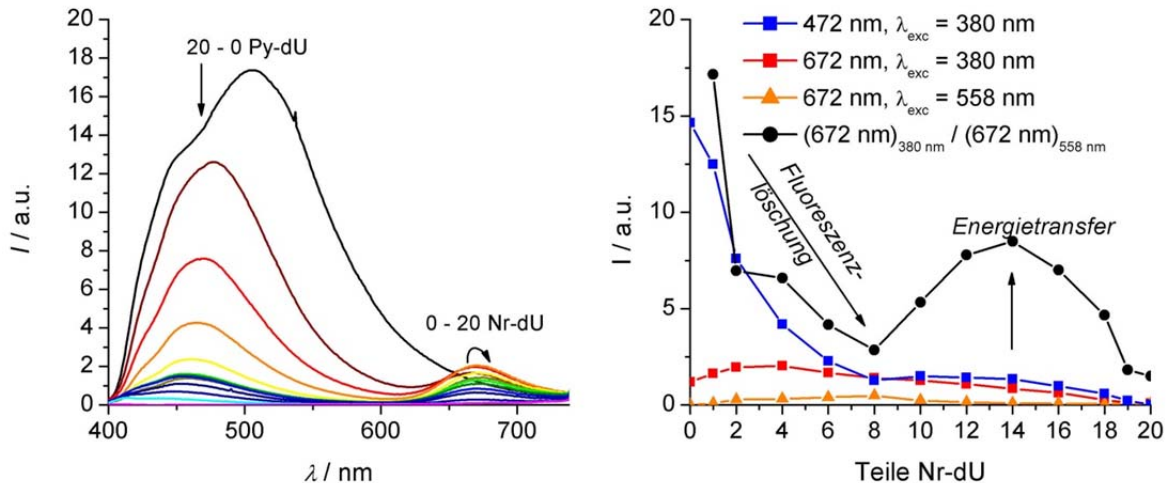 20
18
16
14
12
10
8
6
4
2
0
I / a.u.
20 - 0 Py-dU
0 - 20 Nr-dU
400
500
600
700
λ / nm
20
15
10
5
0
I / a.u.
472 nm, λexc = 380 nm
672 nm, λexc = 380 nm
672 nm, λexc = 558 nm
(672 nm)380 nm / (672 nm)558 nm
Fluoreszenz-
löschung
Energietransfer
0 2 4 6 8 10 12 14 16 18 20
Teile Nr-dU